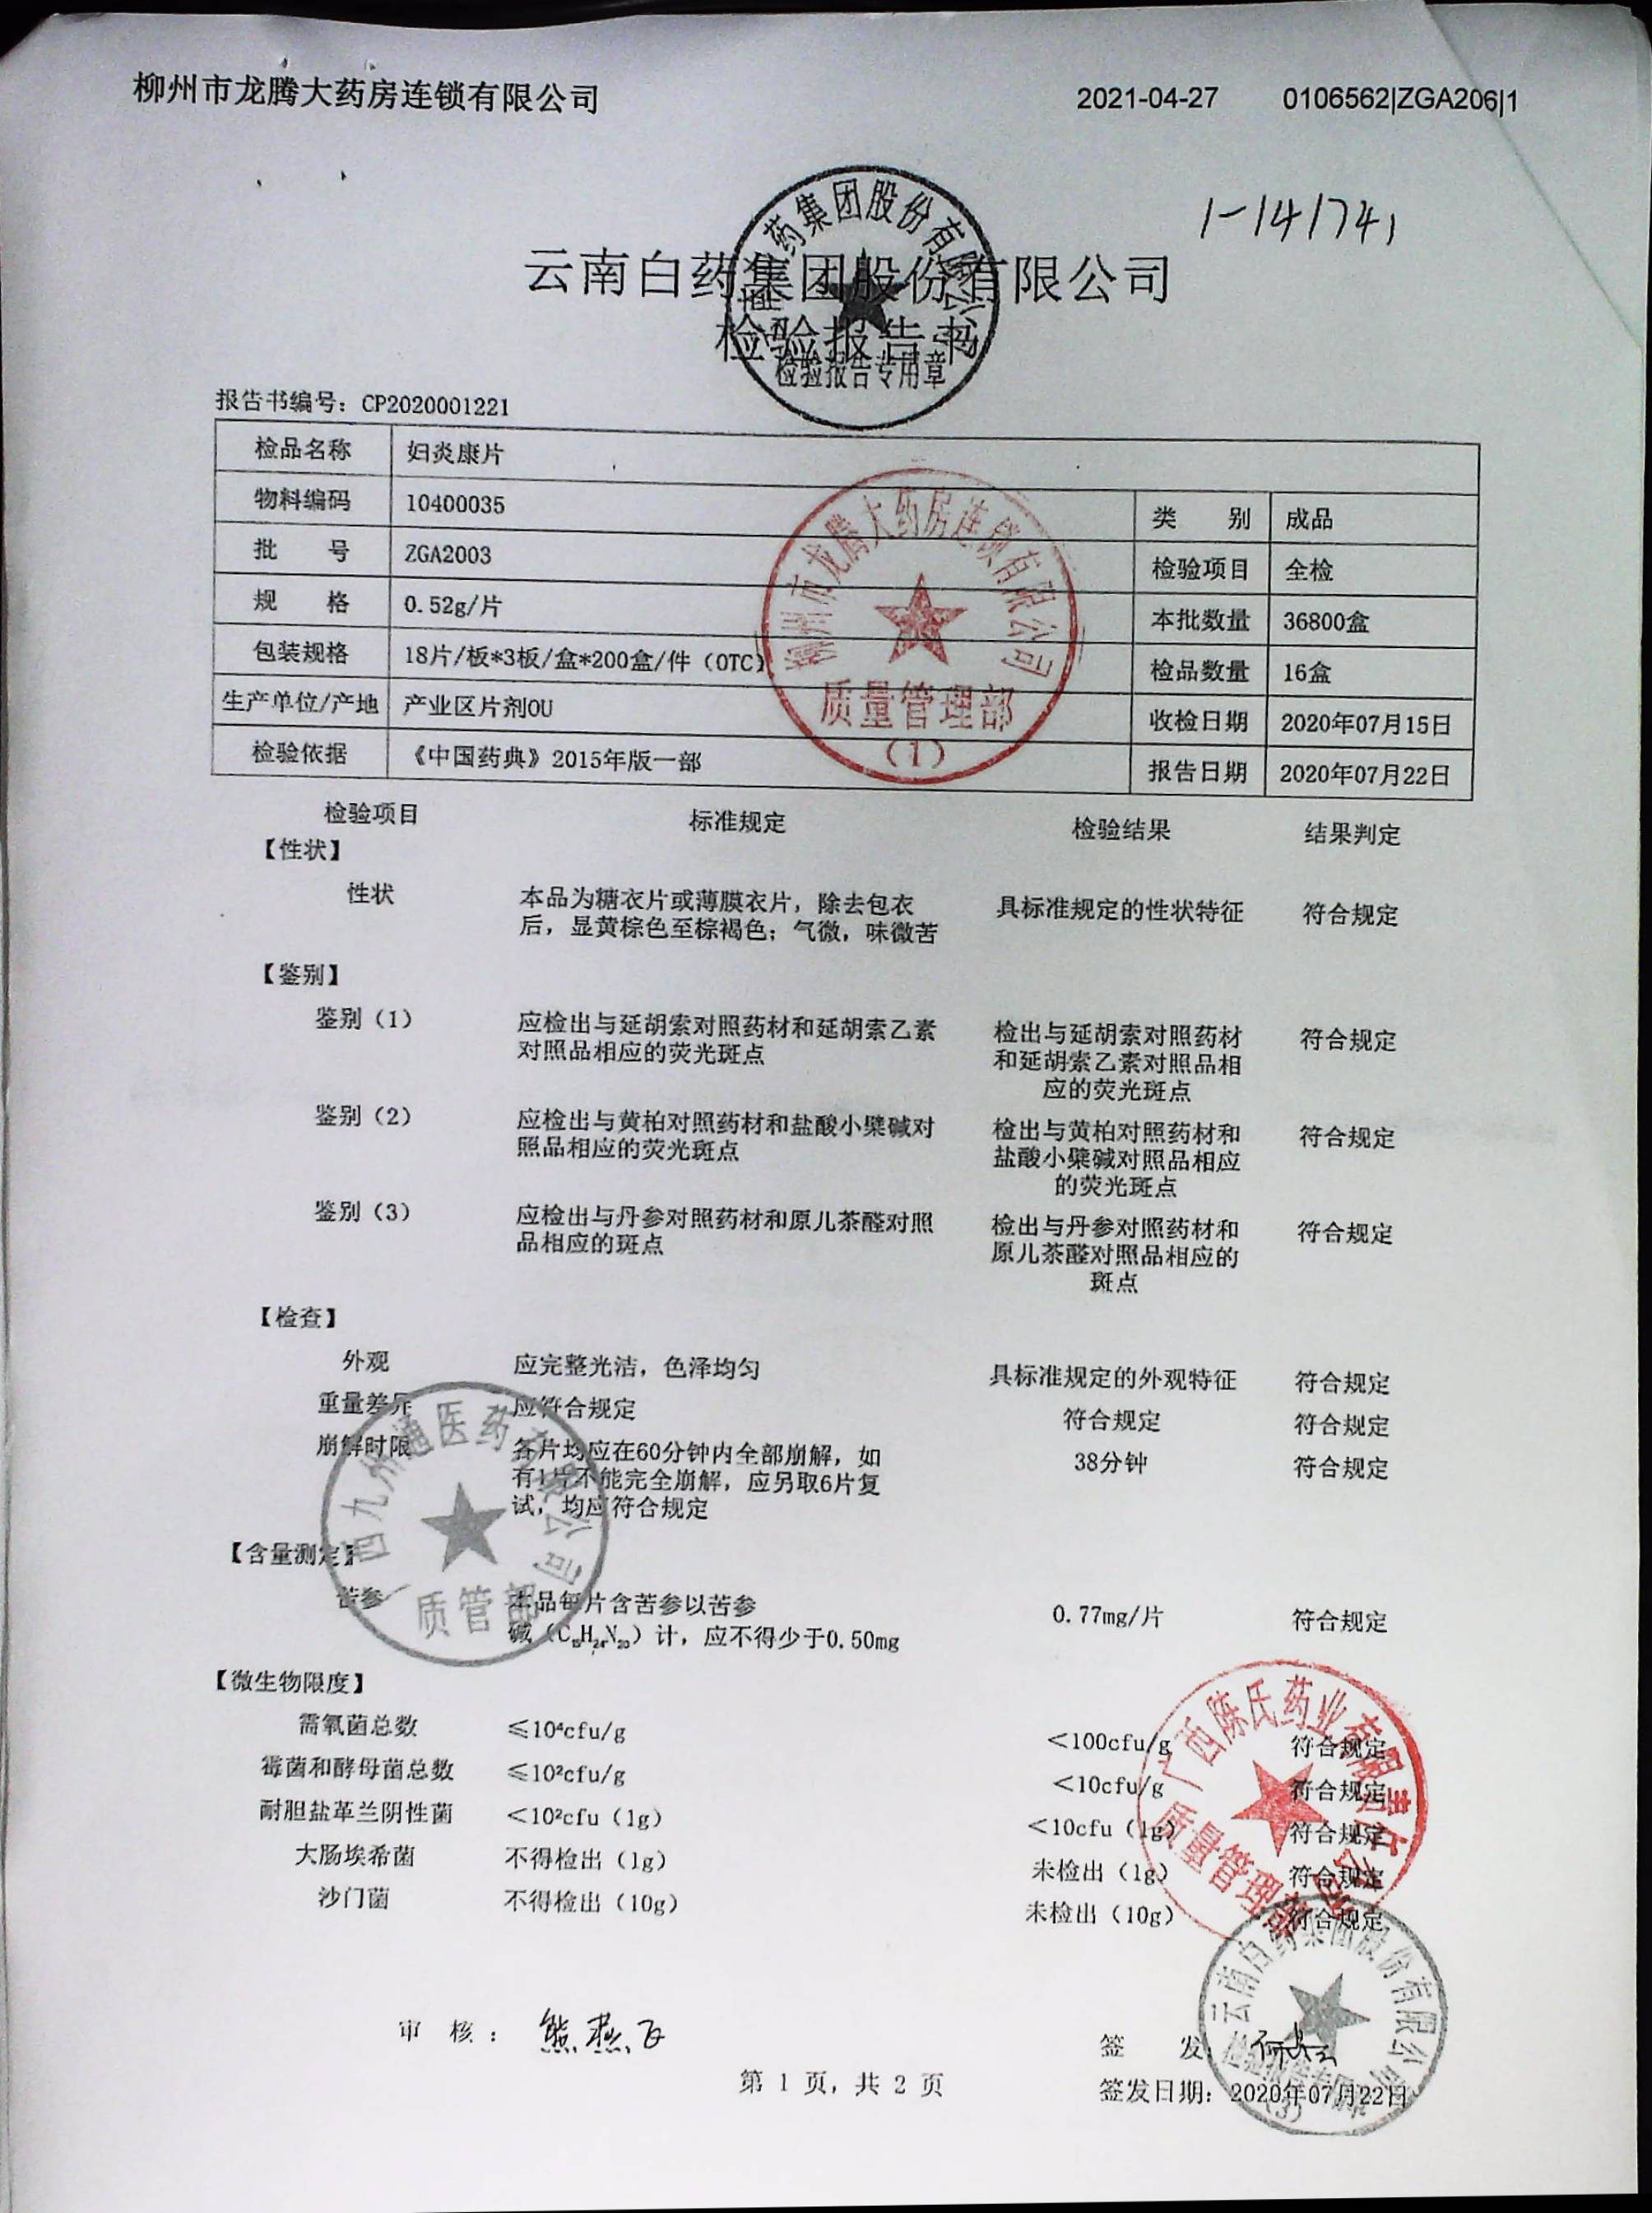 柳州市龙腾大药房连锁有限公司 2021-04-27 0106562|ZGA206|1
1-141741
云南白药集团股份有限公司
检验报告书
检验报告专用章
报告书编号：CP2020001221
检品名称 妇炎康片
物料编码 10400035 类 别 成品
批 号 ZGA2003 检验项目 全检
规 格 0.52g/片 本批数量 36800盒
包装规格 18片/板*3板/盒*200盒/件（OTC） 检品数量 16盒
生产单位/产地 产业区片剂OU 收检日期 2020年07月15日
检验依据 《中国药典》2015年版一部 报告日期 2020年07月22日
柳州市龙腾大药房连锁有限公司
质量管理部
（1）
检验项目 标准规定 检验结果 结果判定
【性状】
性状 本品为糖衣片或薄膜衣片，除去包衣 具标准规定的性状特征 符合规定
后，显黄棕色至棕褐色；气微，味微苦
【鉴别】
鉴别（1） 应检出与延胡索对照药材和延胡索乙素 检出与延胡索对照药材 符合规定
对照品相应的荧光斑点 和延胡索乙素对照品相
应的荧光斑点
鉴别（2） 应检出与黄柏对照药材和盐酸小檗碱对 检出与黄柏对照药材和 符合规定
照品相应的荧光斑点 盐酸小檗碱对照品相应
的荧光斑点
鉴别（3） 应检出与丹参对照药材和原儿茶醛对照 检出与丹参对照药材和 符合规定
品相应的斑点 原儿茶醛对照品相应的
斑点
【检查】
外观 应完整光洁，色泽均匀 具标准规定的外观特征 符合规定
重量差异 应符合规定 符合规定 符合规定
崩解时限 各片均应在60分钟内全部崩解，如 38分钟 符合规定
有1片不能完全崩解，应另取6片复
试，均应符合规定
【含量测定】
苦参 本品每片含苦参以苦参 0.77mg/片 符合规定
碱（C₁₅H₂₄N₂₀）计，应不得少于0.50mg
质管部
【微生物限度】
需氧菌总数 ≤10⁴cfu/g <100cfu/g 符合规定
霉菌和酵母菌总数 ≤10²cfu/g <10cfu/g 符合规定
耐胆盐革兰阴性菌 <10²cfu（1g） <10cfu（1g） 符合规定
大肠埃希菌 不得检出（1g） 未检出（1g） 符合规定
沙门菌 不得检出（10g） 未检出（10g） 符合规定
广西陈氏药业有限责任公司
质量管理部
云南白药集团股份有限公司
审 核： 熊燕飞 签 发：
第 1 页，共 2 页
签发日期：2020年07月22日